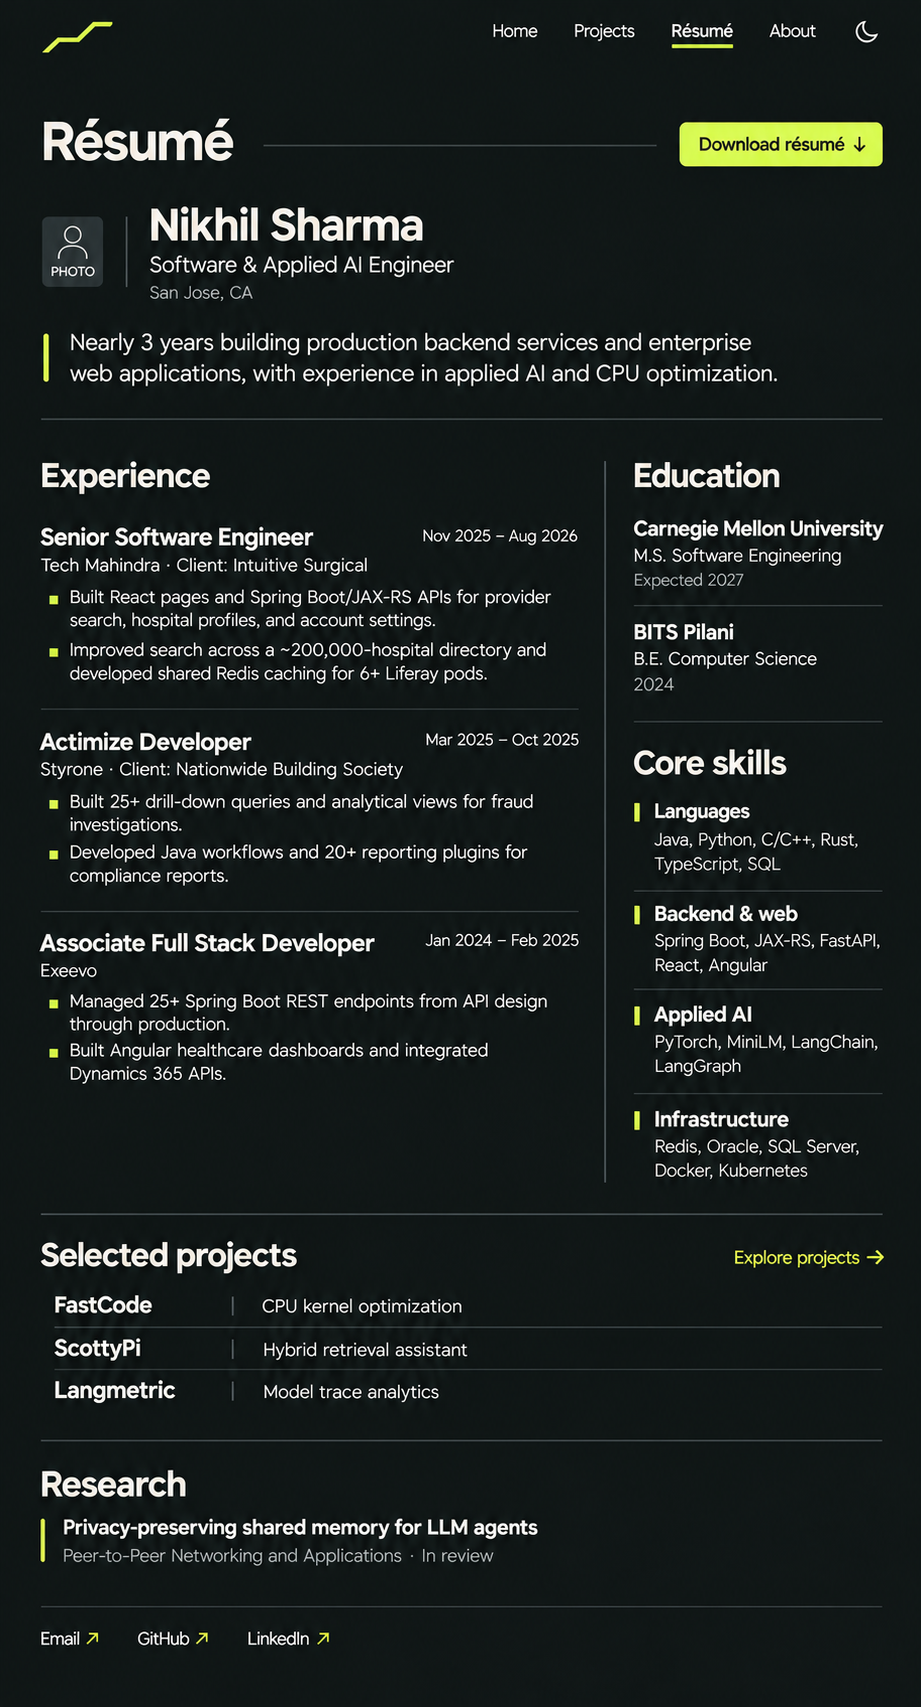 Home Projects Résumé About
Résumé
Download résumé ↓
PHOTO
Nikhil Sharma
Software & Applied AI Engineer
San Jose, CA
Nearly 3 years building production backend services and enterprise
web applications, with experience in applied AI and CPU optimization.
Experience
Senior Software Engineer
Nov 2025 – Aug 2026
Tech Mahindra · Client: Intuitive Surgical
Built React pages and Spring Boot/JAX-RS APIs for provider
search, hospital profiles, and account settings.
Improved search across a ~200,000-hospital directory and
developed shared Redis caching for 6+ Liferay pods.
Actimize Developer
Mar 2025 – Oct 2025
Styrone · Client: Nationwide Building Society
Built 25+ drill-down queries and analytical views for fraud
investigations.
Developed Java workflows and 20+ reporting plugins for
compliance reports.
Associate Full Stack Developer
Jan 2024 – Feb 2025
Exeevo
Managed 25+ Spring Boot REST endpoints from API design
through production.
Built Angular healthcare dashboards and integrated
Dynamics 365 APIs.
Education
Carnegie Mellon University
M.S. Software Engineering
Expected 2027
BITS Pilani
B.E. Computer Science
2024
Core skills
Languages
Java, Python, C/C++, Rust,
TypeScript, SQL
Backend & web
Spring Boot, JAX-RS, FastAPI,
React, Angular
Applied AI
PyTorch, MiniLM, LangChain,
LangGraph
Infrastructure
Redis, Oracle, SQL Server,
Docker, Kubernetes
Selected projects
Explore projects →
FastCode | CPU kernel optimization
ScottyPi | Hybrid retrieval assistant
Langmetric | Model trace analytics
Research
Privacy-preserving shared memory for LLM agents
Peer-to-Peer Networking and Applications · In review
Email ↗ GitHub ↗ LinkedIn ↗